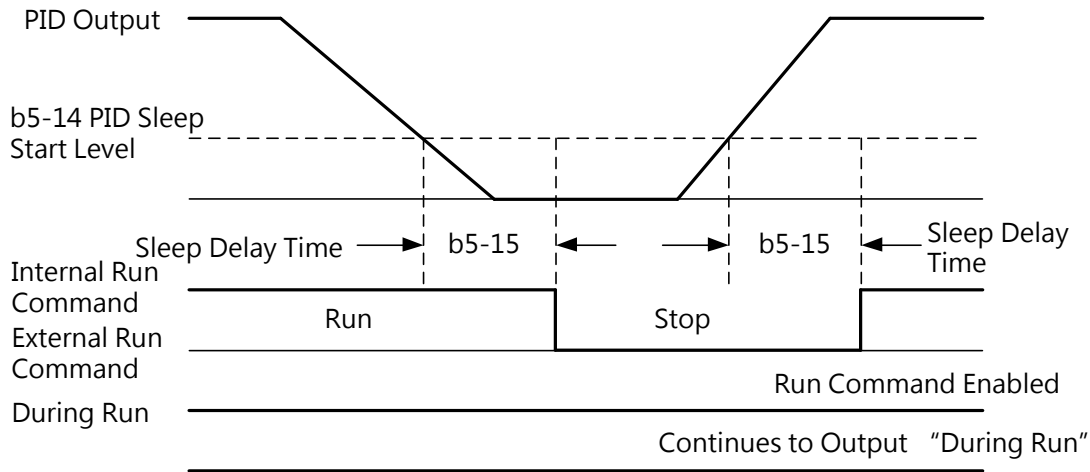 PID Output
b5-14 PID Sleep
Start Level
Sleep Delay Time
b5-15
b5-15
Sleep Delay
Time
Internal Run
Command
Run
Stop
External Run
Command
Run Command Enabled
During Run
Continues to Output “During Run”